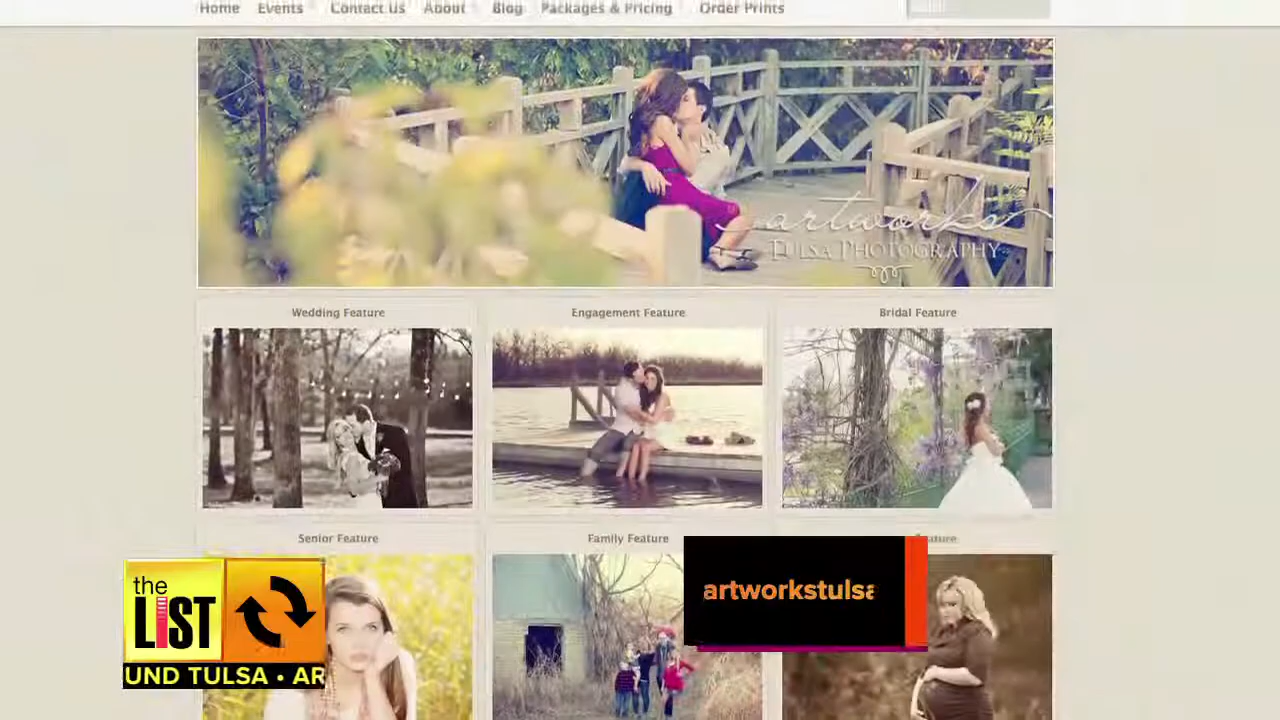 Home Events Contact Us About Blog Packages & Pricing Order Prints
artworks
TULSA PHOTOGRAPHY
Wedding Feature Engagement Feature Bridal Feature
Senior Feature Family Feature
the
LIST
UND TULSA • AR
artworkstulsa